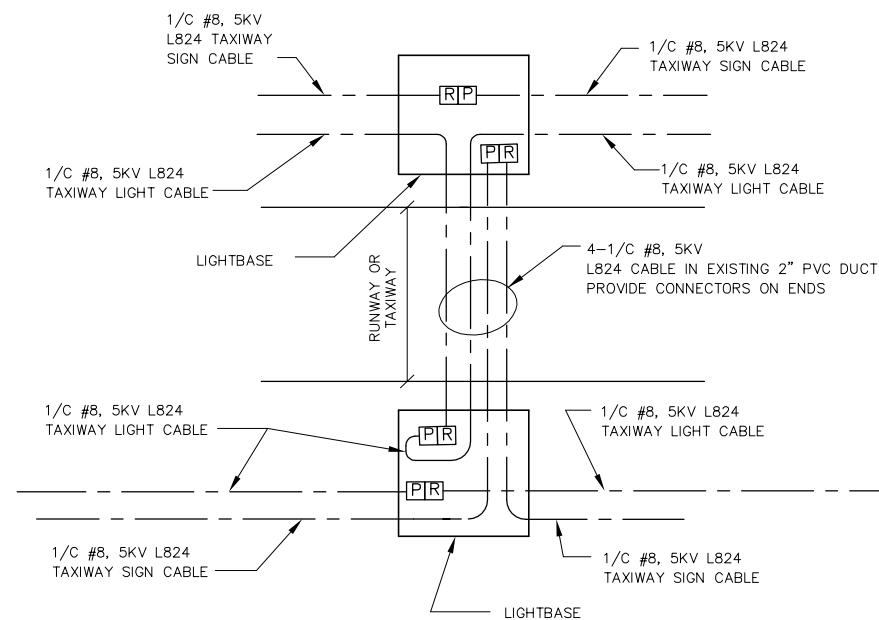 1/C #8, 5KV
L824 TAXIWAY
SIGN CABLE
1/C #8, 5KV L824
TAXIWAY SIGN CABLE
R P
P R
1/C #8, 5KV L824
TAXIWAY LIGHT CABLE
1/C #8, 5KV L824
TAXIWAY LIGHT CABLE
LIGHTBASE
RUNWAY OR
TAXIWAY
4-1/C #8, 5KV
L824 CABLE IN EXISTING 2" PVC DUCT
PROVIDE CONNECTORS ON ENDS
1/C #8, 5KV L824
TAXIWAY LIGHT CABLE
P R
1/C #8, 5KV L824
TAXIWAY LIGHT CABLE
P R
1/C #8, 5KV L824
TAXIWAY SIGN CABLE
1/C #8, 5KV L824
TAXIWAY SIGN CABLE
LIGHTBASE